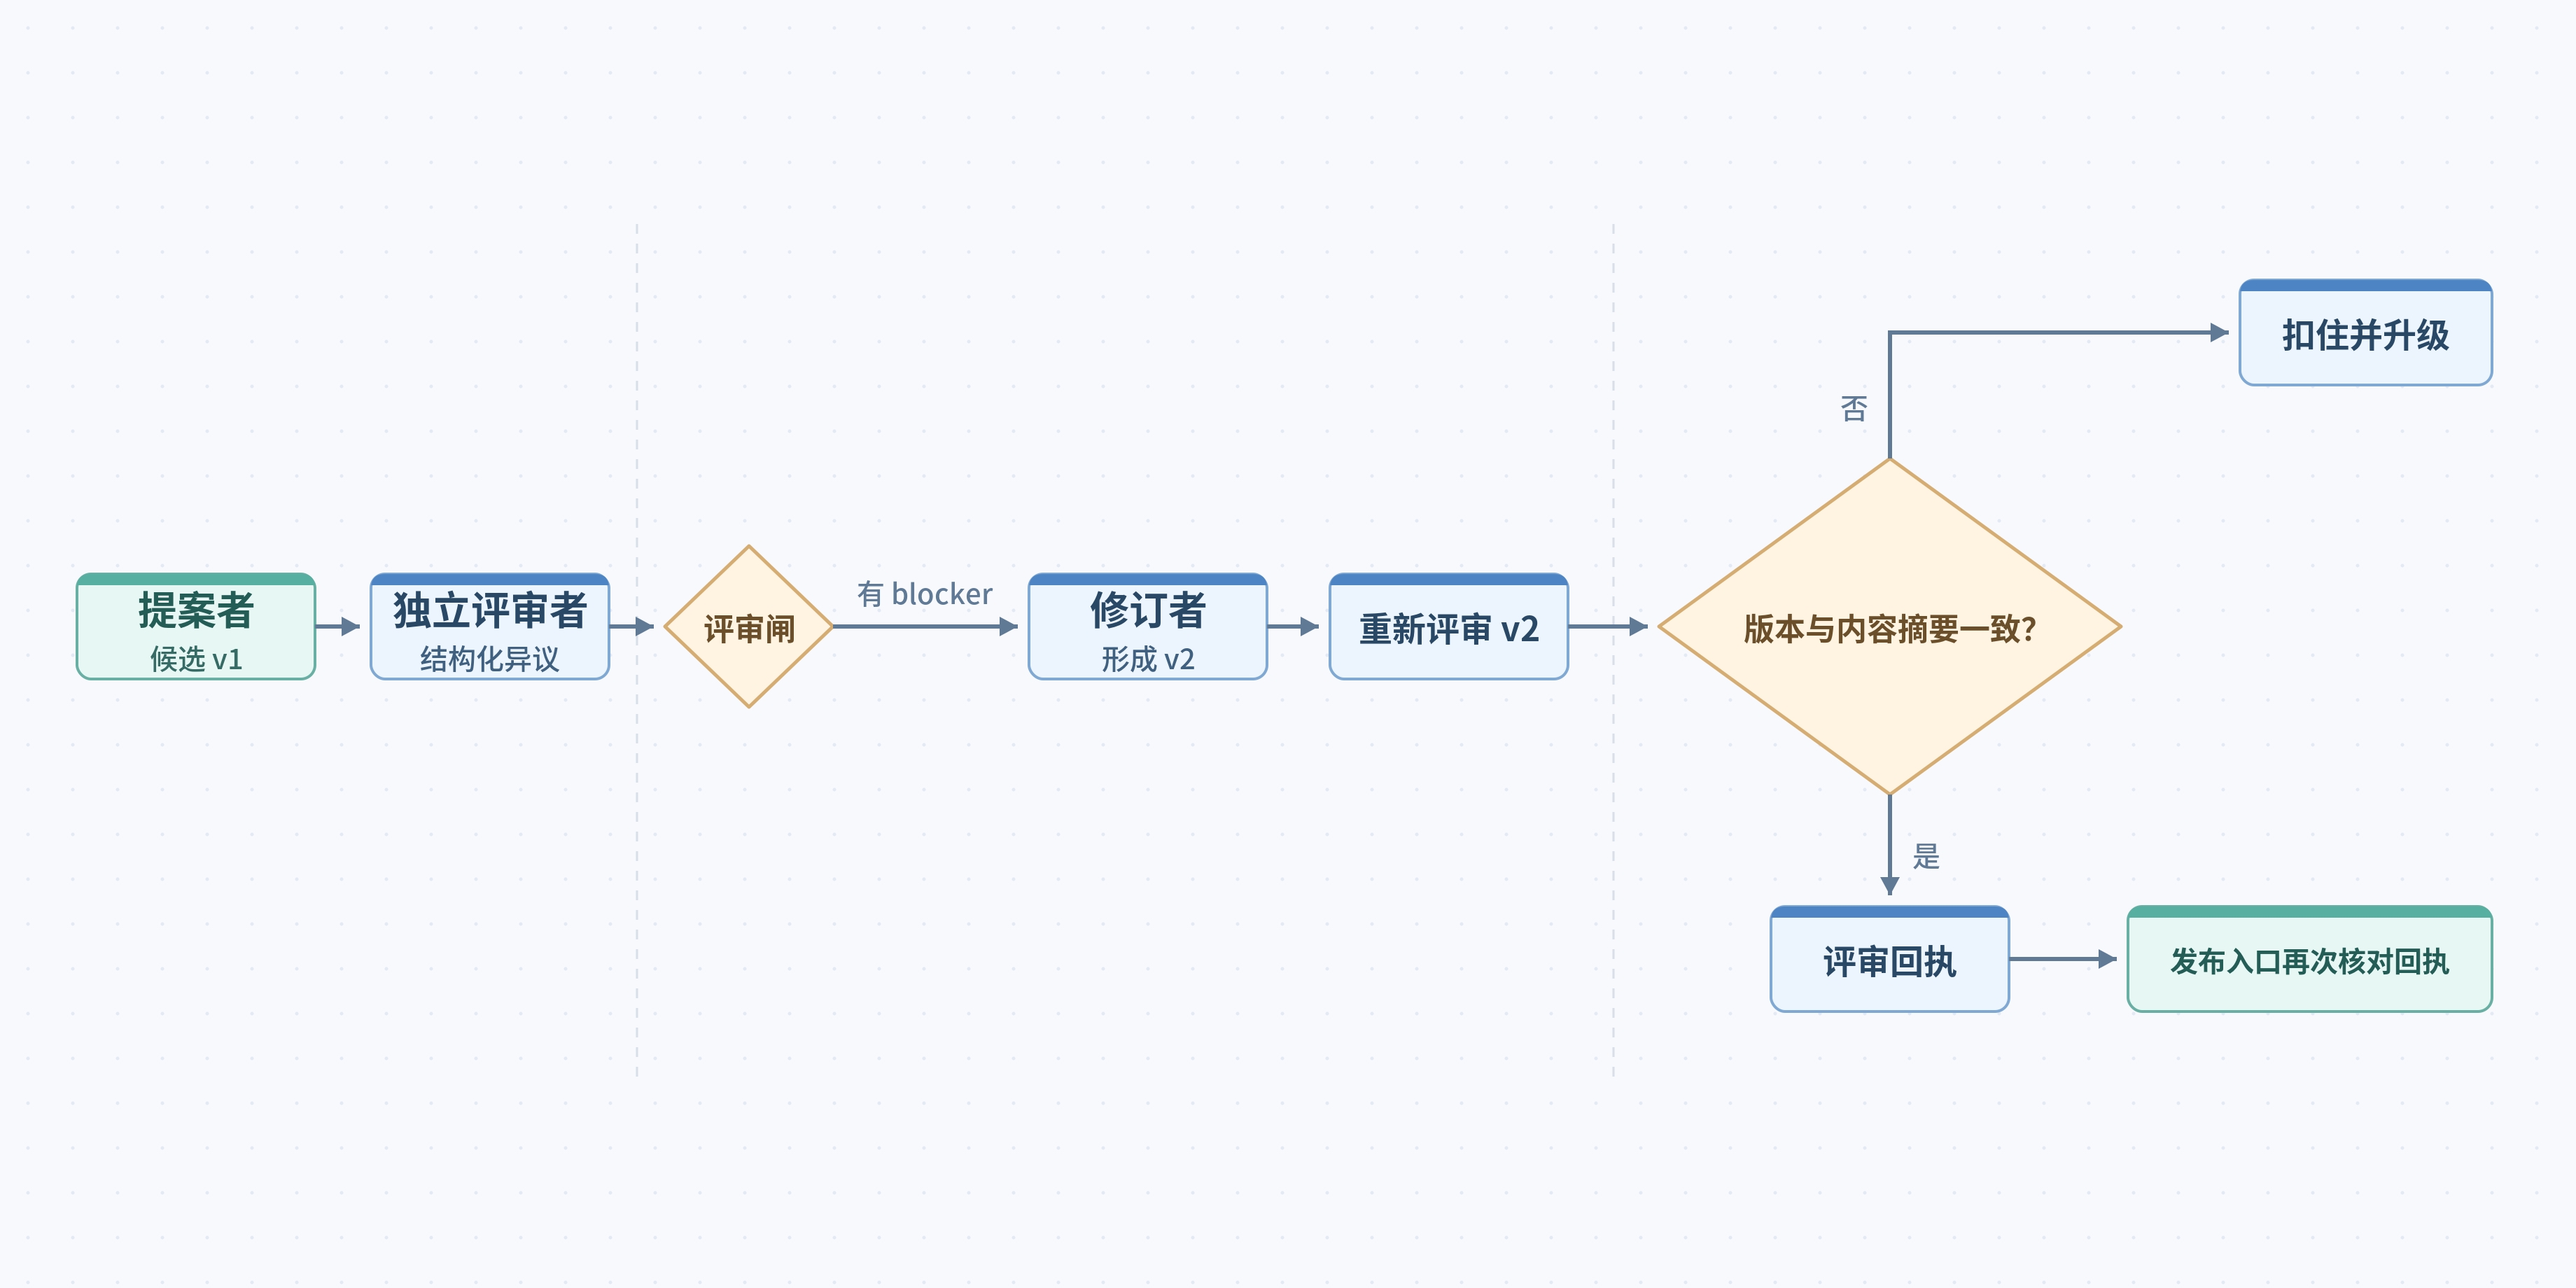 提案者
候选 v1
独立评审者
结构化异议
评审闸
有 blocker
修订者
形成 v2
重新评审 v2
版本与内容摘要一致?
否
扣住并升级
是
评审回执
发布入口再次核对回执